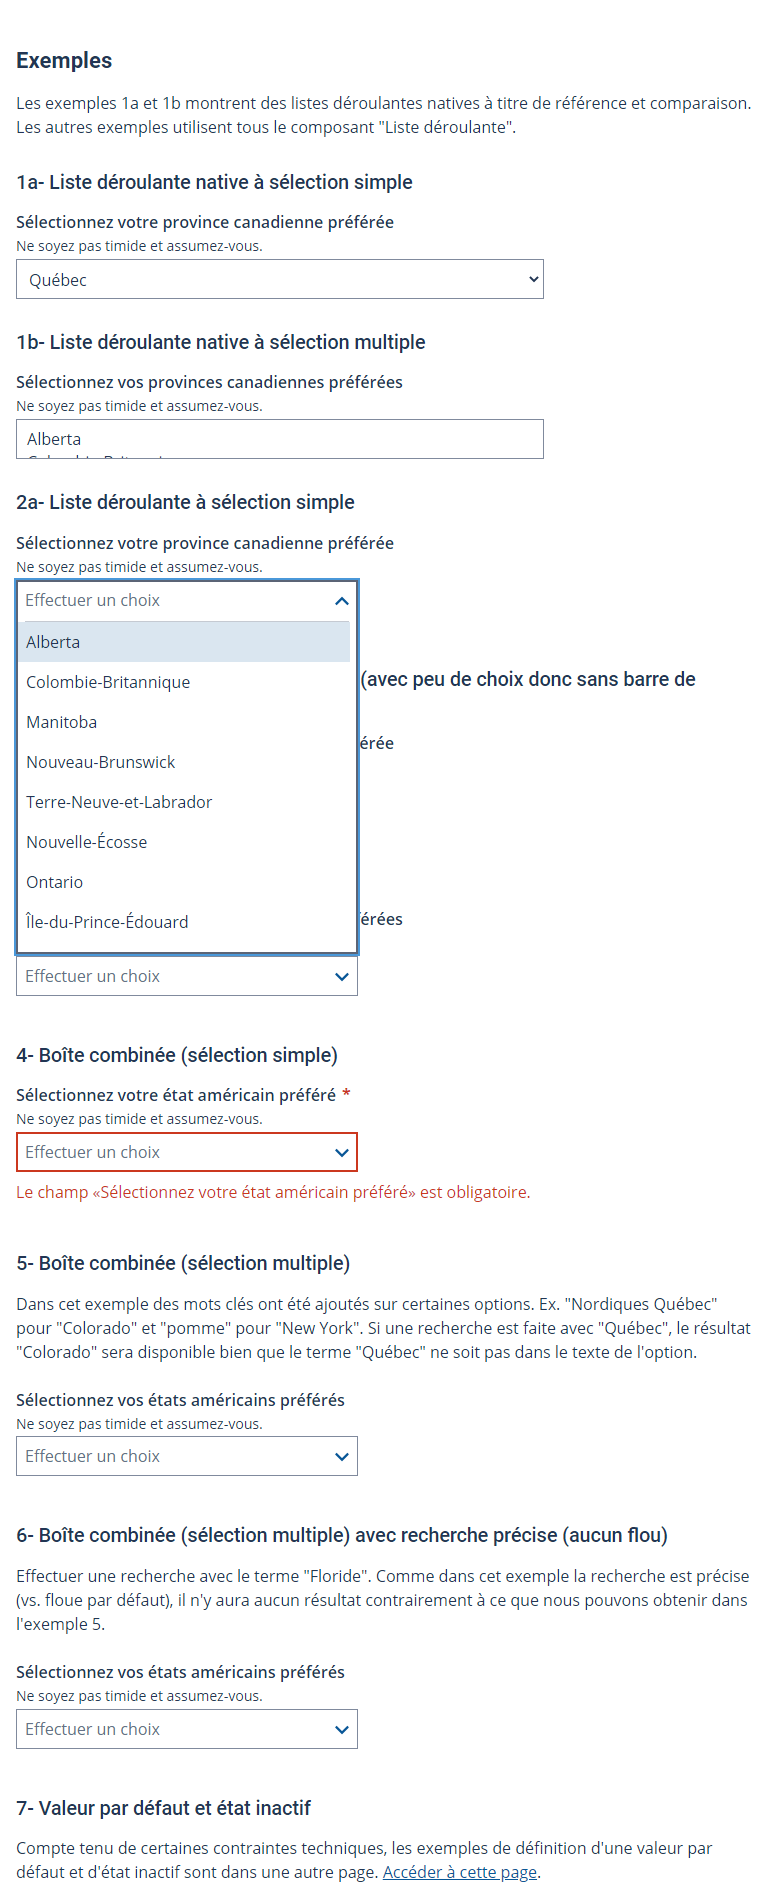 Exemples
Les exemples 1a et 1b montrent des listes déroulantes natives à titre de référence et comparaison.
Les autres exemples utilisent tous le composant "Liste déroulante".
1a- Liste déroulante native à sélection simple
Sélectionnez votre province canadienne préférée
Ne soyez pas timide et assumez-vous.
Québec
1b- Liste déroulante native à sélection multiple
Sélectionnez vos provinces canadiennes préférées
Ne soyez pas timide et assumez-vous.
Alberta
2a- Liste déroulante à sélection simple
Sélectionnez votre province canadienne préférée
Ne soyez pas timide et assumez-vous.
Effectuer un choix
Alberta
(avec peu de choix donc sans barre de
Colombie-Britannique
Manitoba
érée
Nouveau-Brunswick
Terre-Neuve-et-Labrador
Nouvelle-Écosse
Ontario
Île-du-Prince-Édouard
érées
Effectuer un choix
4- Boîte combinée (sélection simple)
Sélectionnez votre état américain préféré *
Ne soyez pas timide et assumez-vous.
Effectuer un choix
Le champ «Sélectionnez votre état américain préféré» est obligatoire.
5- Boîte combinée (sélection multiple)
Dans cet exemple des mots clés ont été ajoutés sur certaines options. Ex. "Nordiques Québec"
pour "Colorado" et "pomme" pour "New York". Si une recherche est faite avec "Québec", le résultat
"Colorado" sera disponible bien que le terme "Québec" ne soit pas dans le texte de l'option.
Sélectionnez vos états américains préférés
Ne soyez pas timide et assumez-vous.
Effectuer un choix
6- Boîte combinée (sélection multiple) avec recherche précise (aucun flou)
Effectuer une recherche avec le terme "Floride". Comme dans cet exemple la recherche est précise
(vs. floue par défaut), il n'y aura aucun résultat contrairement à ce que nous pouvons obtenir dans
l'exemple 5.
Sélectionnez vos états américains préférés
Ne soyez pas timide et assumez-vous.
Effectuer un choix
7- Valeur par défaut et état inactif
Compte tenu de certaines contraintes techniques, les exemples de définition d'une valeur par
défaut et d'état inactif sont dans une autre page. Accéder à cette page.